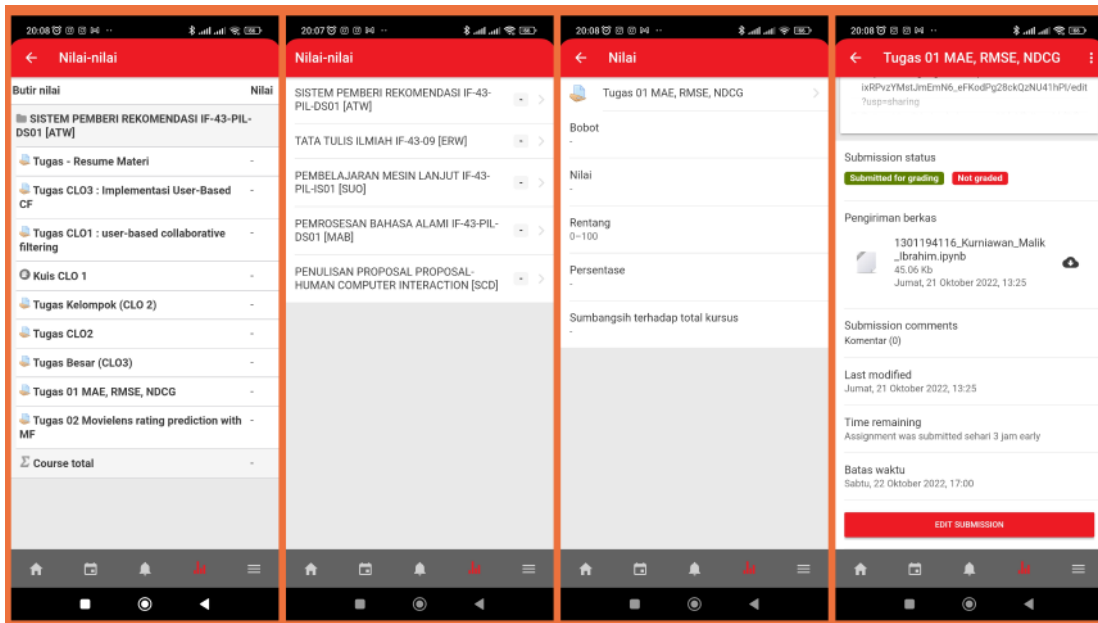 20:08
Nilai-nilai
Butir nilai Nilai
SISTEM PEMBERI REKOMENDASI IF-43-PIL-
DS01 [ATW]
Tugas - Resume Materi -
Tugas CLO3 : Implementasi User-Based -
CF
Tugas CLO1 : user-based collaborative -
filtering
Kuis CLO 1 -
Tugas Kelompok (CLO 2) -
Tugas CLO2 -
Tugas Besar (CLO3) -
Tugas 01 MAE, RMSE, NDCG -
Tugas 02 Movielens rating prediction with -
MF
Σ Course total -
20:07
Nilai-nilai
SISTEM PEMBERI REKOMENDASI IF-43-
PIL-DS01 [ATW] -
TATA TULIS ILMIAH IF-43-09 [ERW] -
PEMBELAJARAN MESIN LANJUT IF-43-
PIL-IS01 [SUO] -
PEMROSESAN BAHASA ALAMI IF-43-PIL-
DS01 [MAB] -
PENULISAN PROPOSAL PROPOSAL-
HUMAN COMPUTER INTERACTION [SCD] -
20:08
Nilai
Tugas 01 MAE, RMSE, NDCG
Bobot
-
Nilai
-
Rentang
0–100
Persentase
-
Sumbangsih terhadap total kursus
-
20:08
Tugas 01 MAE, RMSE, NDCG
ixRPvzYMstJmEmN6_eFKodPg28ckQzNU41hPI/edit
?usp=sharing
Submission status
Submitted for grading Not graded
Pengiriman berkas
1301194116_Kurniawan_Malik
_Ibrahim.ipynb
45.06 Kb
Jumat, 21 Oktober 2022, 13:25
Submission comments
Komentar (0)
Last modified
Jumat, 21 Oktober 2022, 13:25
Time remaining
Assignment was submitted sehari 3 jam early
Batas waktu
Sabtu, 22 Oktober 2022, 17:00
EDIT SUBMISSION